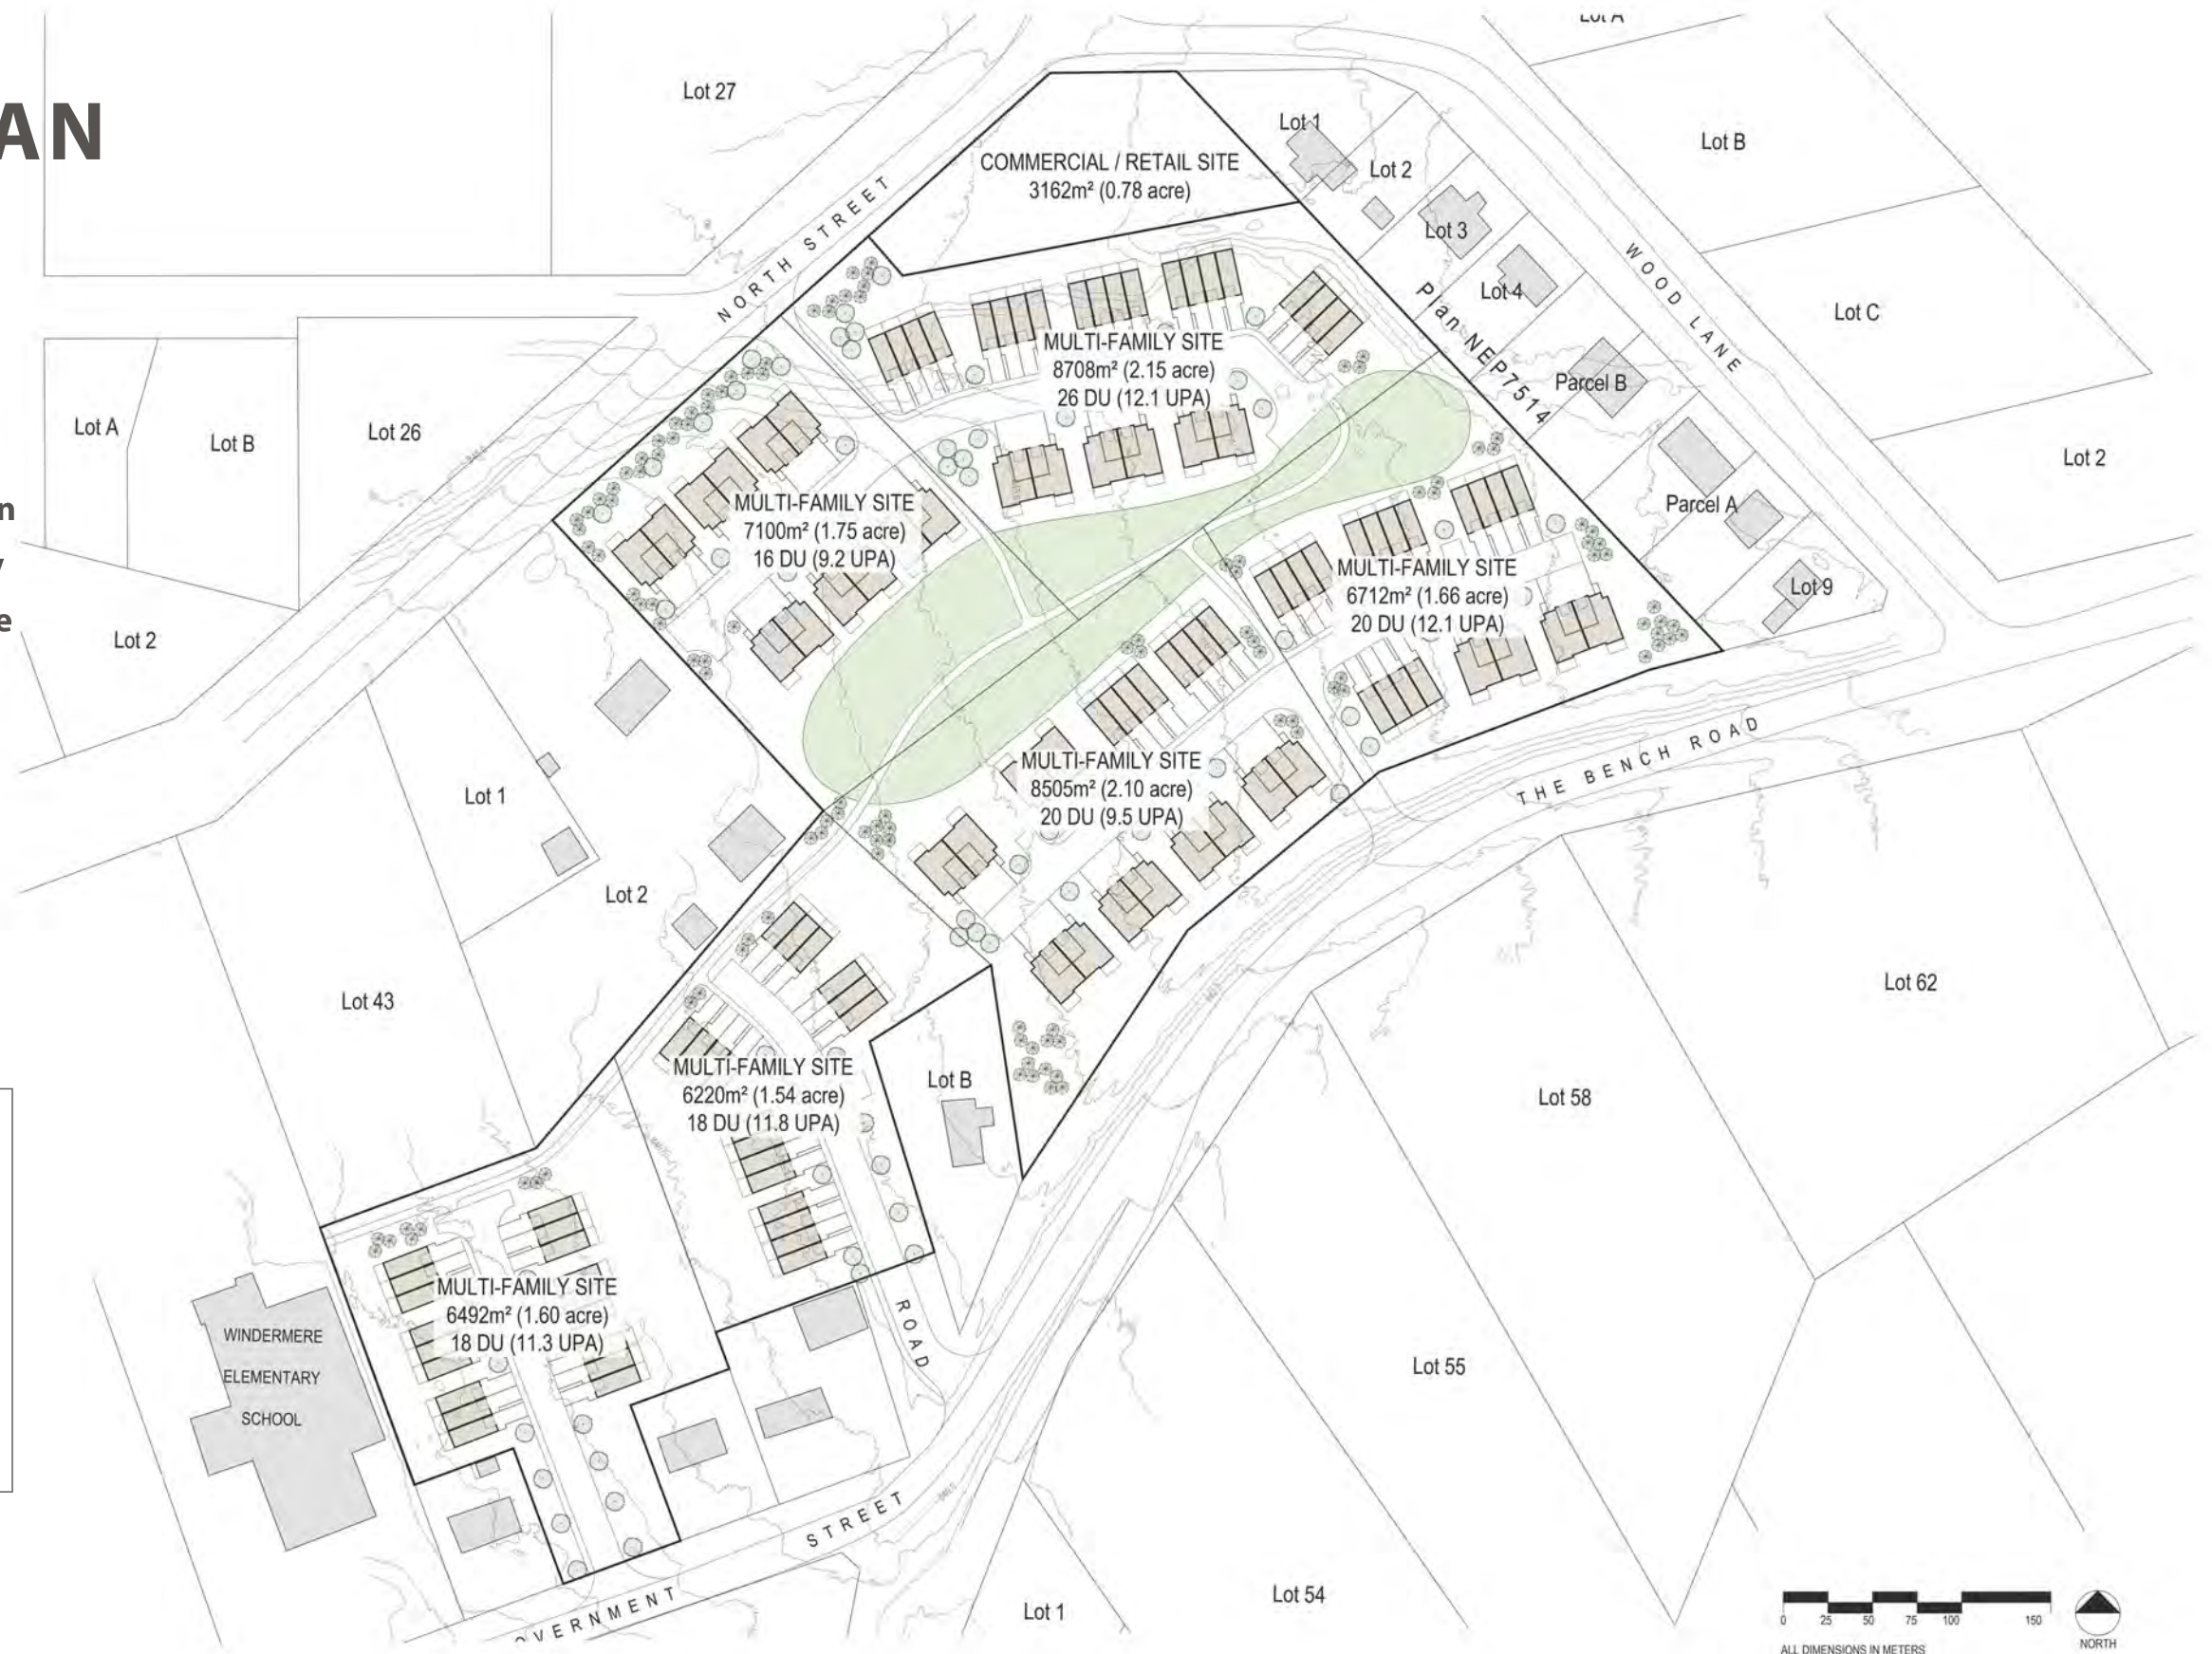 AN
Lot 27
Lot B
COMMERCIAL / RETAIL SITE
3162m² (0.78 acre)
Lot 1
Lot 2
Lot 3
Lot 4
Parcel B
Parcel A
Lot 9
Plan NEP7514
WOOD LANE
NORTH STREET
Lot C
Lot 2
MULTI-FAMILY SITE
8708m² (2.15 acre)
26 DU (12.1 UPA)
Lot A
Lot B
Lot 26
Lot 2
MULTI-FAMILY SITE
7100m² (1.75 acre)
16 DU (9.2 UPA)
MULTI-FAMILY SITE
6712m² (1.66 acre)
20 DU (12.1 UPA)
MULTI-FAMILY SITE
8505m² (2.10 acre)
20 DU (9.5 UPA)
THE BENCH ROAD
Lot 1
Lot 2
Lot 43
Lot 62
Lot 58
MULTI-FAMILY SITE
6220m² (1.54 acre)
18 DU (11.8 UPA)
Lot B
MULTI-FAMILY SITE
6492m² (1.60 acre)
18 DU (11.3 UPA)
WINDERMERE
ELEMENTARY
SCHOOL
ROAD
Lot 55
STREET
Lot 54
Lot 1
0 25 50 75 100 150
ALL DIMENSIONS IN METERS
NORTH